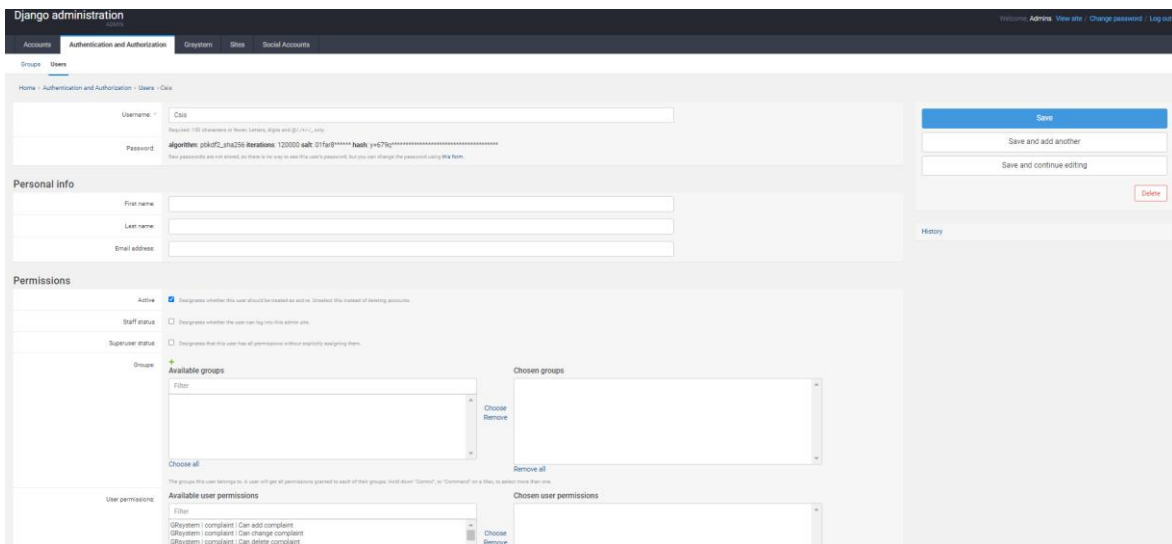 Django administration
ADMIN
Welcome, Admins. View site / Change password / Log out
Accounts Authentication and Authorization Grsystem Sites Social Accounts
Groups Users
Home › Authentication and Authorization › Users › Cais
Username: *
Cais
Required. 150 characters or fewer. Letters, digits and @/./+/-/_ only.
Password:
algorithm: pbkdf2_sha256 iterations: 120000 salt: 01far8****** hash: y+679q**************************************
Raw passwords are not stored, so there is no way to see this user's password, but you can change the password using this form.
Personal info
First name:
Last name:
Email address:
Permissions
Active
Designates whether this user should be treated as active. Unselect this instead of deleting accounts.
Staff status
Designates whether the user can log into this admin site.
Superuser status
Designates that this user has all permissions without explicitly assigning them.
Groups:
Available groups
Filter
Choose all
Choose
Remove
Chosen groups
Remove all
The groups this user belongs to. A user will get all permissions granted to each of their groups. Hold down "Control", or "Command" on a Mac, to select more than one.
User permissions:
Available user permissions
Filter
GRsystem | complaint | Can add complaint
GRsystem | complaint | Can change complaint
GRsystem | complaint | Can delete complaint
Choose
Remove
Chosen user permissions
Save
Save and add another
Save and continue editing
Delete
History